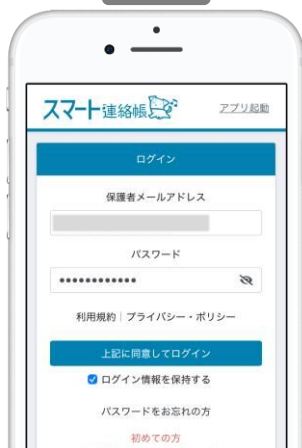 スマート連絡帳
アプリ起動
ログイン
保護者メールアドレス
パスワード
••••••••••••
利用規約｜プライバシー・ポリシー
上記に同意してログイン
ログイン情報を保持する
パスワードをお忘れの方
初めての方